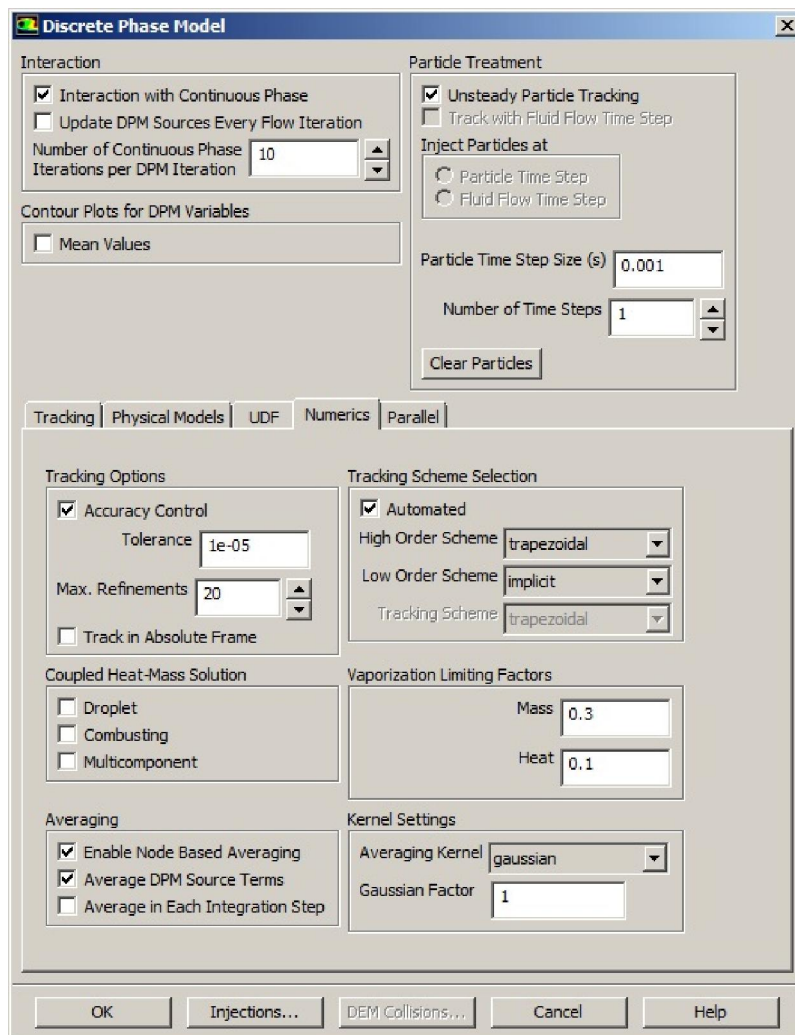 Discrete Phase Model
Interaction
Interaction with Continuous Phase
Update DPM Sources Every Flow Iteration
Number of Continuous Phase
Iterations per DPM Iteration
10
Contour Plots for DPM Variables
Mean Values
Particle Treatment
Unsteady Particle Tracking
Track with Fluid Flow Time Step
Inject Particles at
Particle Time Step
Fluid Flow Time Step
Particle Time Step Size (s) 0.001
Number of Time Steps 1
Clear Particles
Tracking Physical Models UDF Numerics Parallel
Tracking Options
Accuracy Control
Tolerance 1e-05
Max. Refinements 20
Track in Absolute Frame
Tracking Scheme Selection
Automated
High Order Scheme trapezoidal
Low Order Scheme implicit
Tracking Scheme trapezoidal
Coupled Heat-Mass Solution
Droplet
Combusting
Multicomponent
Vaporization Limiting Factors
Mass 0.3
Heat 0.1
Averaging
Enable Node Based Averaging
Average DPM Source Terms
Average in Each Integration Step
Kernel Settings
Averaging Kernel gaussian
Gaussian Factor 1
OK Injections... DEM Collisions... Cancel Help